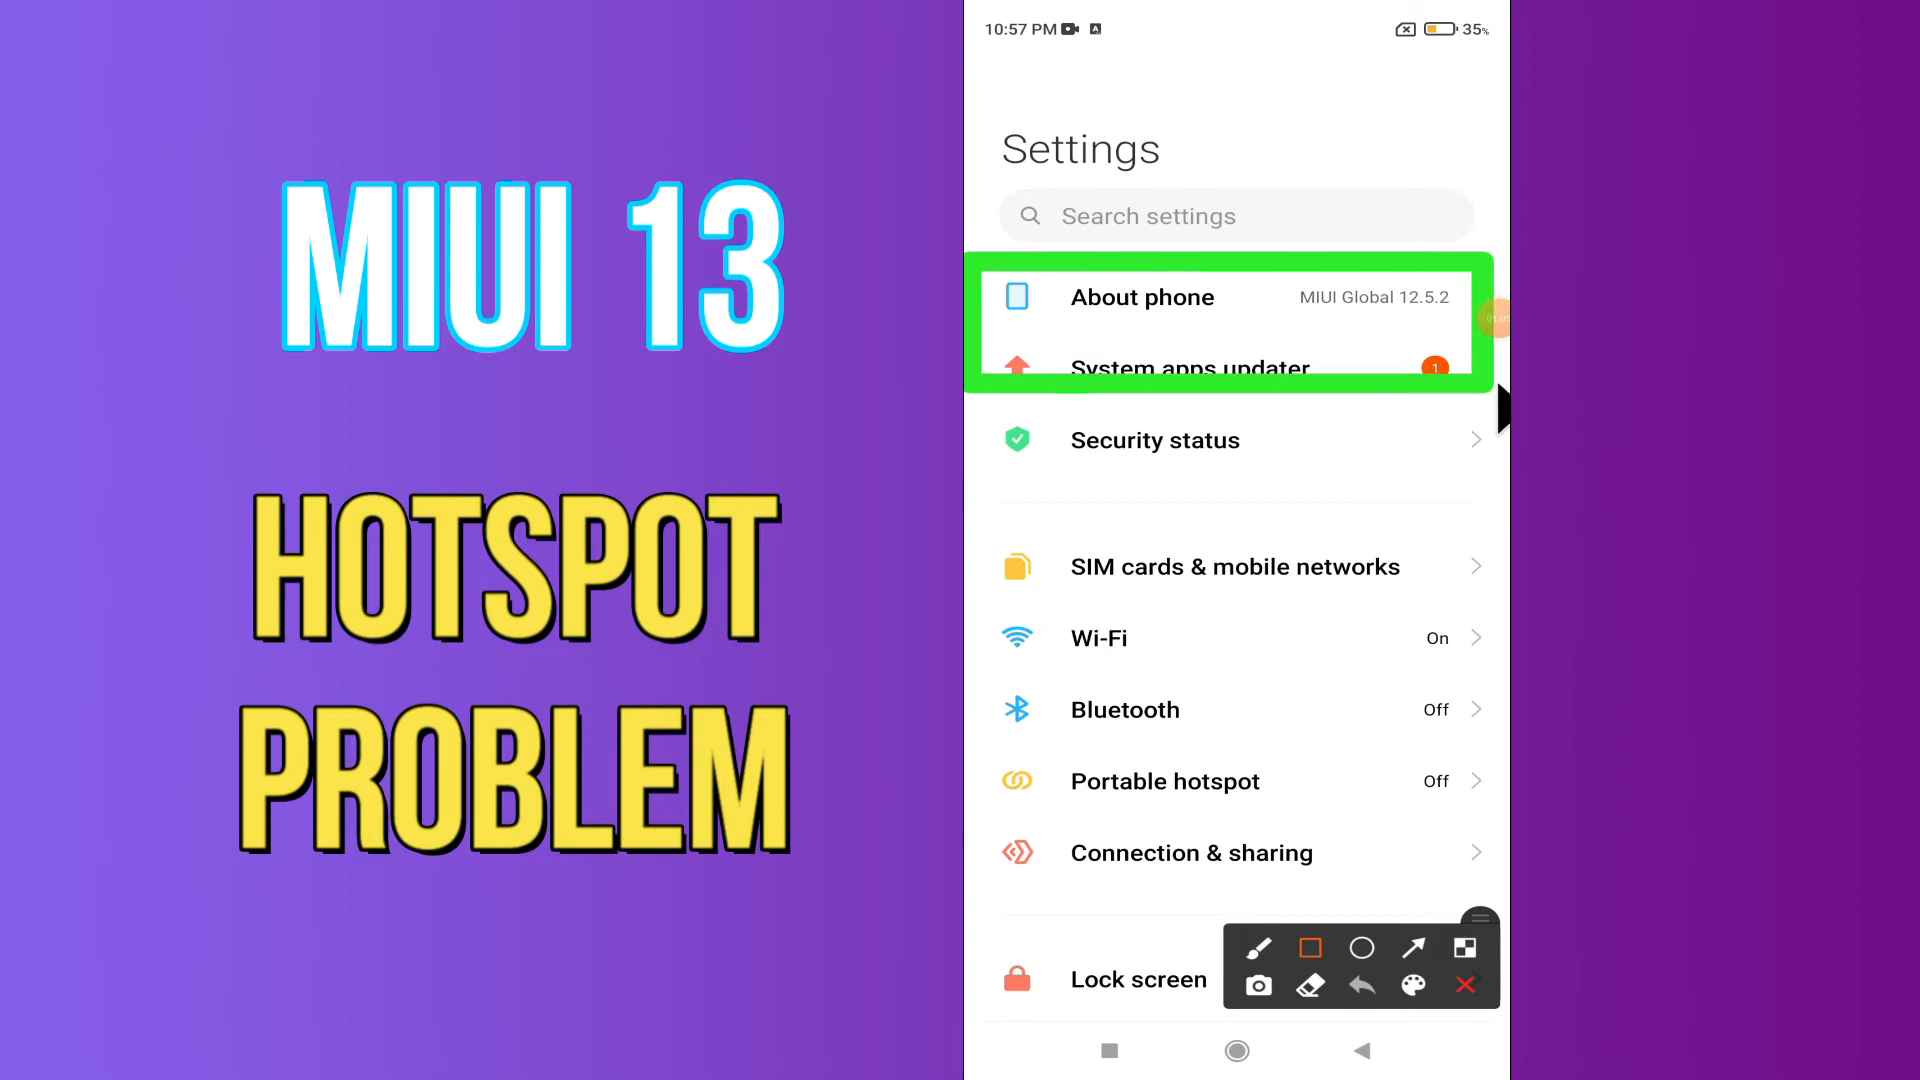 MIUI 13
HOTSPOT
PROBLEM
10:57 PM
35%
Settings
Search settings
About phone MIUI Global 12.5.2
System apps updater 1
Security status
SIM cards & mobile networks
Wi-Fi On
Bluetooth Off
Portable hotspot Off
Connection & sharing
Lock screen